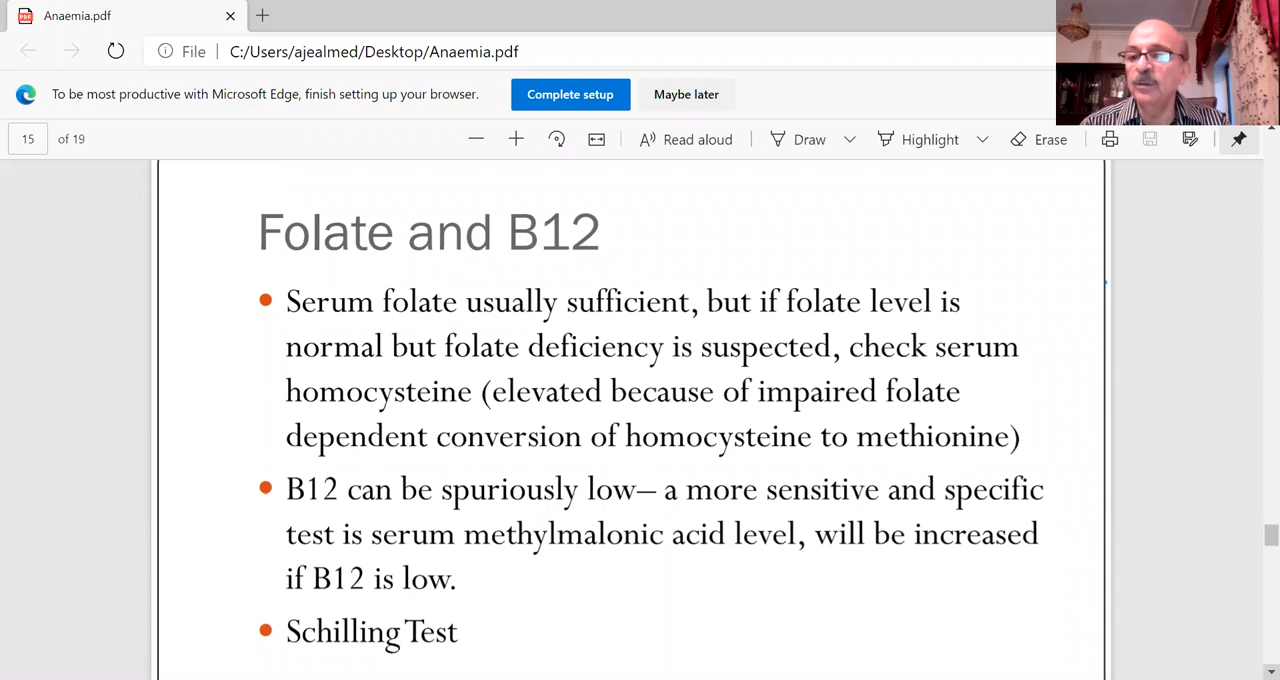 Anaemia.pdf
File
C:/Users/ajealmed/Desktop/Anaemia.pdf
To be most productive with Microsoft Edge, finish setting up your browser.
Complete setup
Maybe later
15 of 19
Read aloud
Draw
Highlight
Erase
Folate and B12
• Serum folate usually sufficient, but if folate level is
normal but folate deficiency is suspected, check serum
homocysteine (elevated because of impaired folate
dependent conversion of homocysteine to methionine)
• B12 can be spuriously low– a more sensitive and specific
test is serum methylmalonic acid level, will be increased
if B12 is low.
• Schilling Test